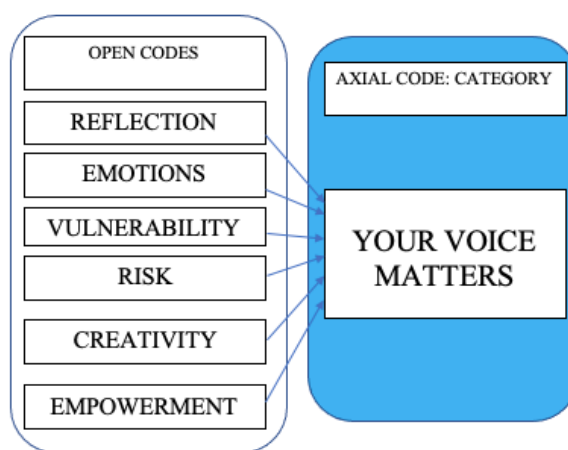 OPEN CODES
REFLECTION
EMOTIONS
VULNERABILITY
RISK
CREATIVITY
EMPOWERMENT
AXIAL CODE: CATEGORY
YOUR VOICE
MATTERS